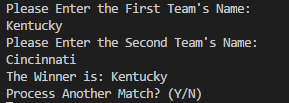 Please Enter the First Team's Name:
Kentucky
Please Enter the Second Team's Name:
Cincinnati
The Winner is: Kentucky
Process Another Match? (Y/N)